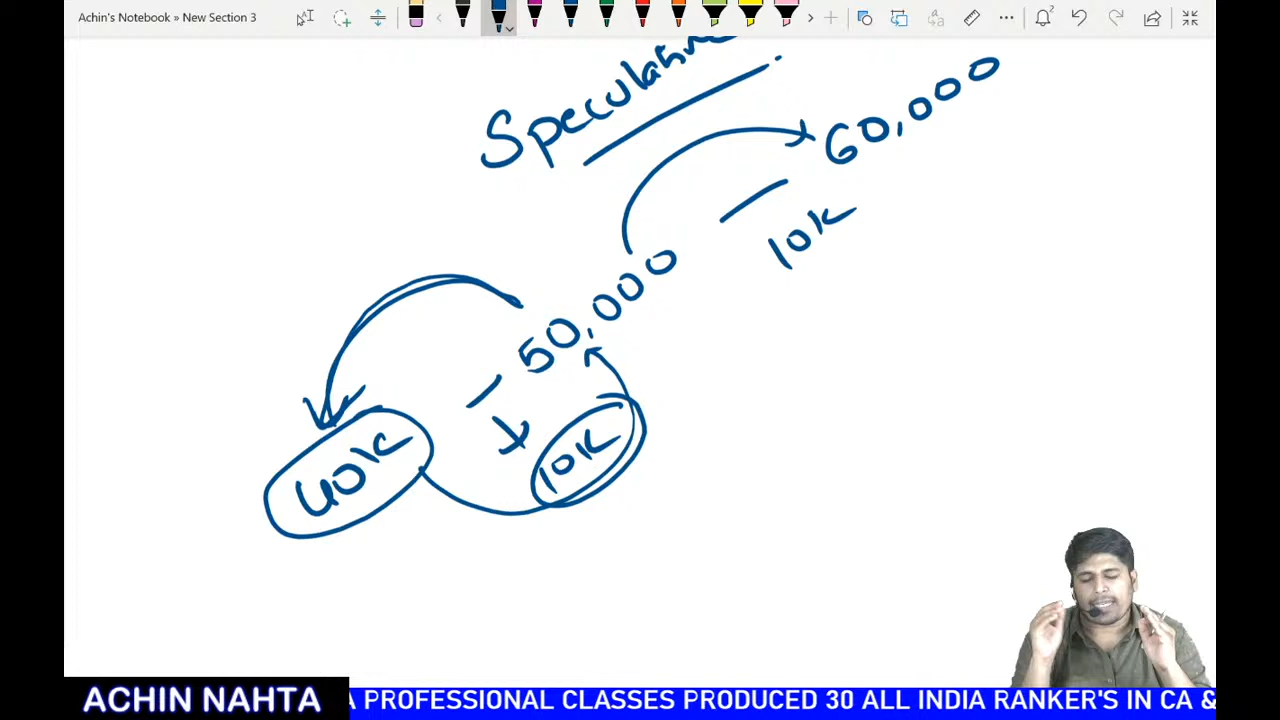 Achin's Notebook » New Section 3
60,000
10K
50,000
10K
40K
ACHIN NAHTA
A PROFESSIONAL CLASSES PRODUCED 30 ALL INDIA RANKER'S IN CA &